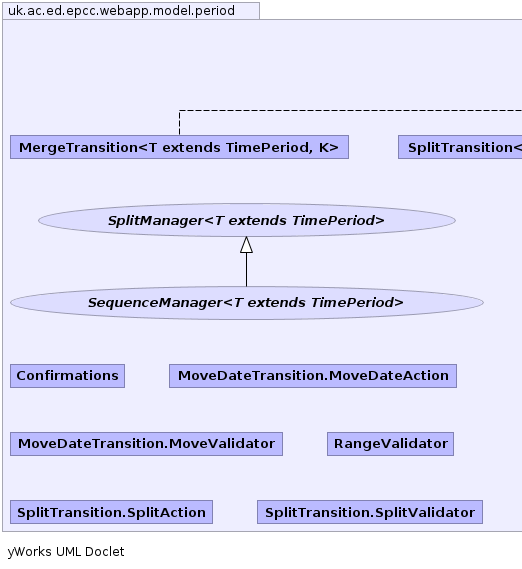 uk.ac.ed.epcc.webapp.model.period
MergeTransition<T extends TimePeriod, K>
SplitTransition<
SplitManager<T extends TimePeriod>
SequenceManager<T extends TimePeriod>
Confirmations
MoveDateTransition.MoveDateAction
MoveDateTransition.MoveValidator
RangeValidator
SplitTransition.SplitAction
SplitTransition.SplitValidator
yWorks UML Doclet